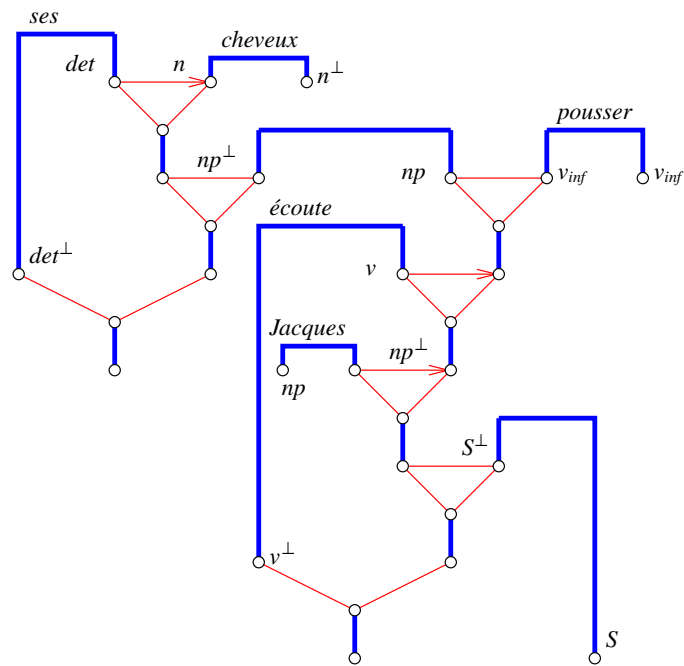 ses
cheveux
det n
n⊥
pousser
np⊥
np
v_inf v_inf
écoute
det⊥
v
Jacques
np⊥
np
S⊥
v⊥
S